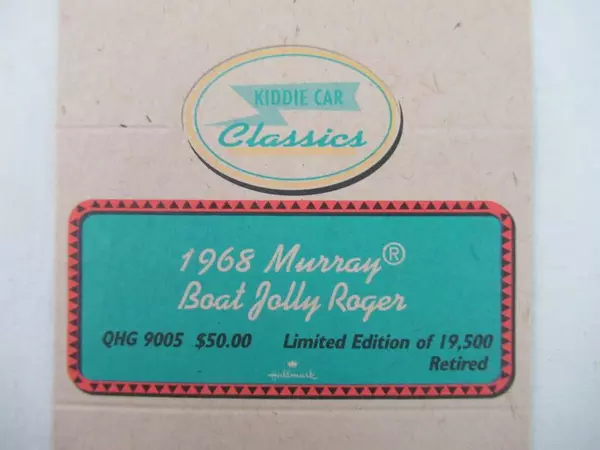 KIDDIE CAR
Classics
1968 Murray®
Boat Jolly Roger
QHG 9005 $50.00 Limited Edition of 19,500
Retired
Hallmark